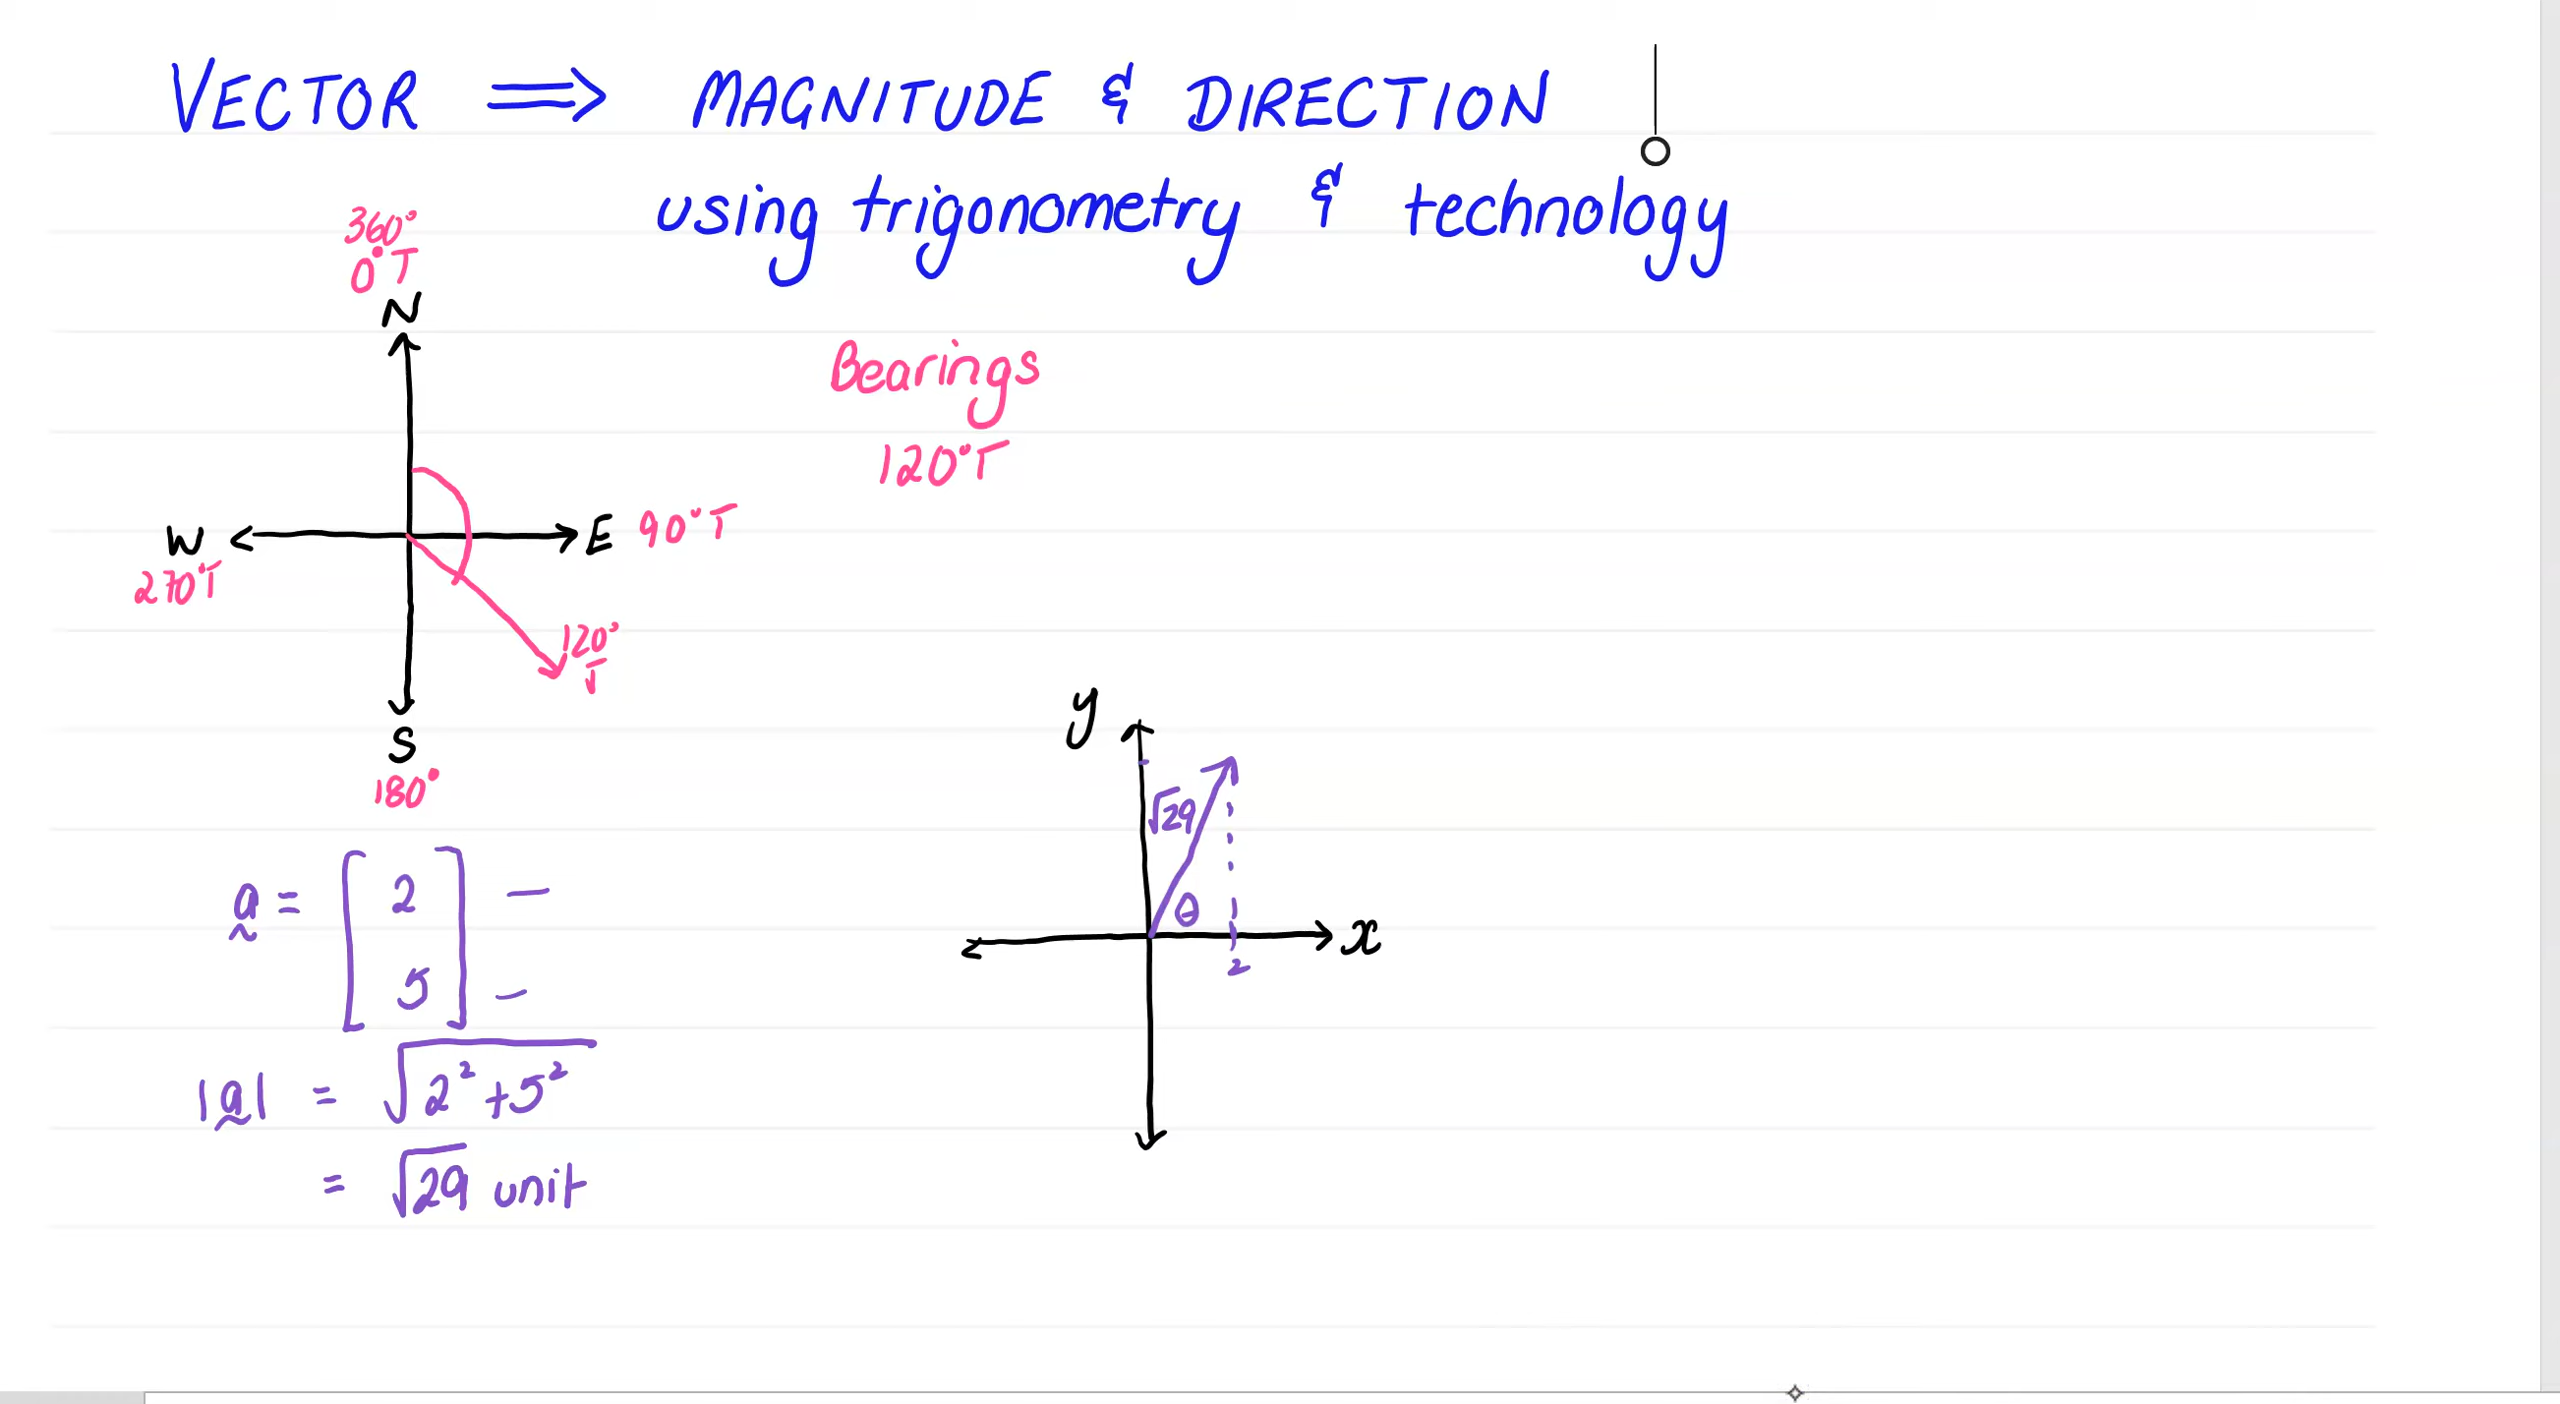 VECTOR ⟹ MAGNITUDE & DIRECTION
using trigonometry & technology
360°
0°T
N
Bearings
120°T
W
E 90°T
270°T
120°
T
S
180°
y
√29
θ
x
2
a = [ 2 ] –
~
[ 5 ] –
|a| = √2² + 5²
~
= √29 unit